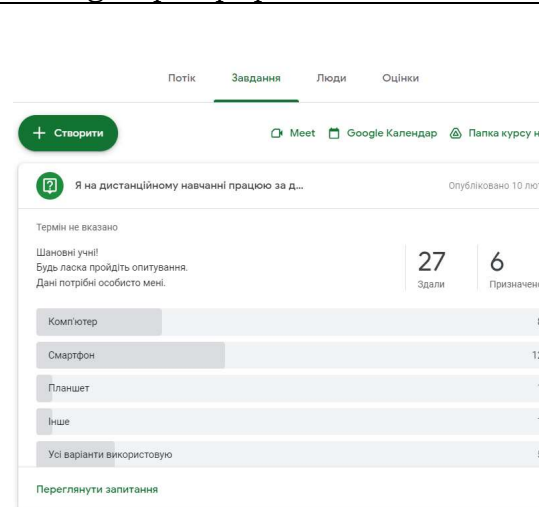 Потік Завдання Люди Оцінки
+ Створити Meet Google Календар Папка курсу н
Я на дистанційному навчанні працюю за д...
Опубліковано 10 лют
Термін не вказано
Шановні учні!
Будь ласка пройдіть опитування.
Дані потрібні особисто мені.
27
Здали
6
Призначено
Комп'ютер
Смартфон
Планшет
Інше
Усі варіанти використовую
Переглянути запитання